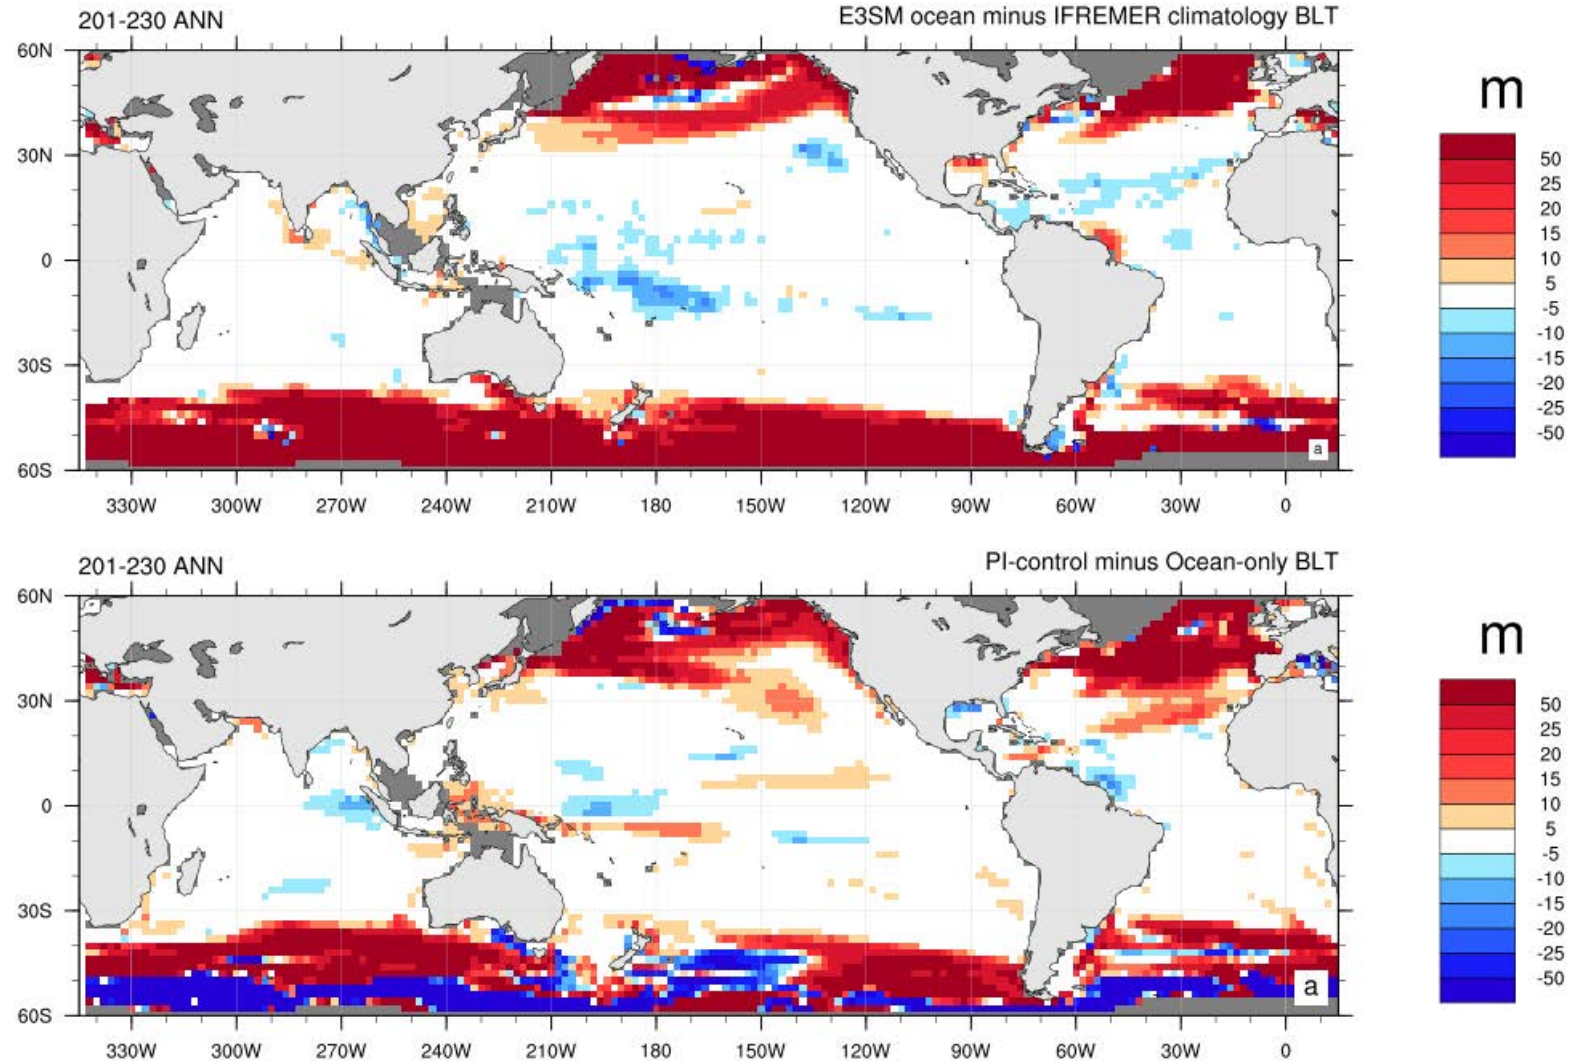 201-230 ANN
E3SM ocean minus IFREMER climatology BLT
60N
30N
0
30S
60S
330W 300W 270W 240W 210W 180 150W 120W 90W 60W 30W 0
a
m
50
25
20
15
10
5
-5
-10
-15
-20
-25
-50
201-230 ANN
PI-control minus Ocean-only BLT
60N
30N
0
30S
60S
330W 300W 270W 240W 210W 180 150W 120W 90W 60W 30W 0
a
m
50
25
20
15
10
5
-5
-10
-15
-20
-25
-50